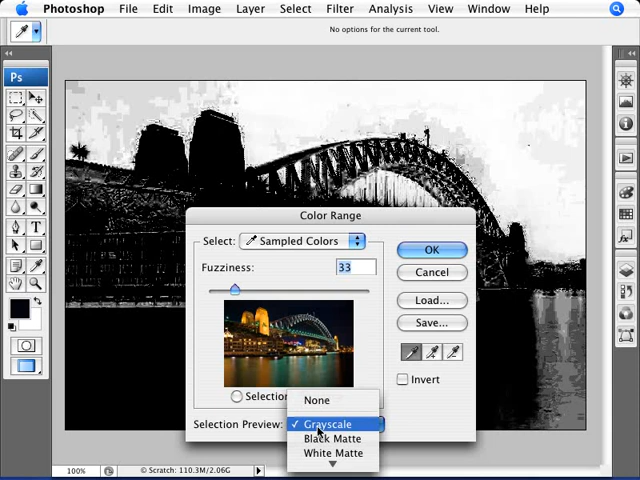 Photoshop File Edit Image Layer Select Filter Analysis View Window Help
No options for the current tool.
Ps
Color Range
Select: Sampled Colors
OK
Fuzziness: 33
Cancel
Load...
Save...
Invert
Selection
None
Selection Preview: ✓ Grayscale
Black Matte
White Matte
100% © Scratch: 110.3M/2.06G